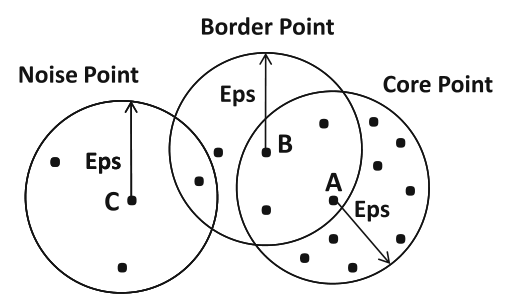 Border Point
Noise Point
Core Point
Eps
B
Eps
A
C
Eps